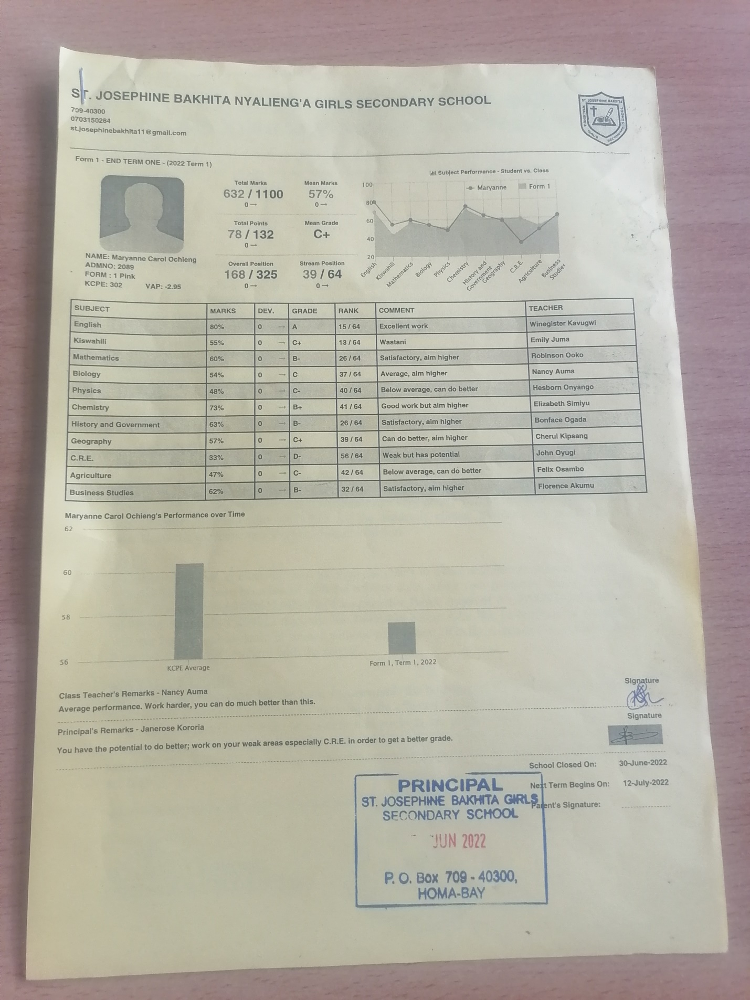 ST. JOSEPHINE BAKHITA NYALIENG'A GIRLS SECONDARY SCHOOL
709-40300
0703150264
st.josephinebakhita11@gmail.com
ST. JOSEPHINE BAKHITA
NYALIENG'A
GIRL'S
SECONDARY SCHOOL
Form 1 - END TERM ONE - (2022 Term 1)
NAME: Maryanne Carol Ochieng
ADMNO: 2089
FORM : 1 Pink
KCPE: 302 VAP: -2.95
Total Marks Mean Marks
632 / 1100 57%
0→ 0→
Total Points Mean Grade
78 / 132 C+
0→
Overall Position Stream Position
168 / 325 39 / 64
0→ 0→
Subject Performance - Student vs. Class
Maryanne Form 1
100
80
60
40
20
English
Kiswahili
Mathematics
Biology
Physics
Chemistry
History and Government
Geography
C.R.E.
Agriculture
Business Studies
SUBJECT MARKS DEV. GRADE RANK COMMENT TEACHER
English 80% 0 → A 15 / 64 Excellent work Winegister Kavugwi
Kiswahili 55% 0 → C+ 13 / 64 Wastani Emily Juma
Mathematics 60% 0 → B- 26 / 64 Satisfactory, aim higher Robinson Ooko
Biology 54% 0 → C 37 / 64 Average, aim higher Nancy Auma
Physics 48% 0 → C- 40 / 64 Below average, can do better Hesborn Onyango
Chemistry 73% 0 → B+ 41 / 64 Good work but aim higher Elizabeth Simiyu
History and Government 63% 0 → B- 26 / 64 Satisfactory, aim higher Bonface Ogada
Geography 57% 0 → C+ 39 / 64 Can do better, aim higher Cherul Kipsang
C.R.E. 33% 0 → D- 56 / 64 Weak but has potential John Oyugi
Agriculture 47% 0 → C- 42 / 64 Below average, can do better Felix Osambo
Business Studies 62% 0 → B- 32 / 64 Satisfactory, aim higher Florence Akumu
Maryanne Carol Ochieng's Performance over Time
62
60
58
56
KCPE Average Form 1, Term 1, 2022
Class Teacher's Remarks - Nancy Auma Signature
Average performance. Work harder, you can do much better than this.
Principal's Remarks - Janerose Kororia Signature
You have the potential to do better; work on your weak areas especially C.R.E. in order to get a better grade.
School Closed On: 30-June-2022
Next Term Begins On: 12-July-2022
Parent's Signature:
PRINCIPAL
ST. JOSEPHINE BAKHITA GIRLS
SECONDARY SCHOOL
- JUN 2022
P. O. Box 709 - 40300,
HOMA-BAY